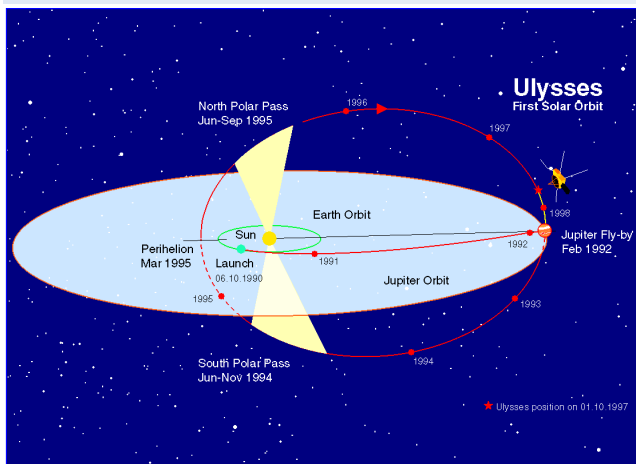 Ulysses
First Solar Orbit
North Polar Pass
Jun-Sep 1995
1996
1997
1998
Earth Orbit
Sun
1992
Jupiter Fly-by
Feb 1992
Perihelion
Mar 1995
Launch
06.10.1990
1991
Jupiter Orbit
1995
1993
1994
South Polar Pass
Jun-Nov 1994
Ulysses position on 01.10.1997